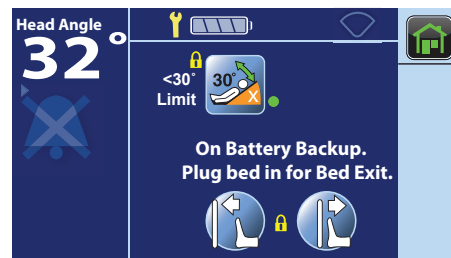 Head Angle
32°
<30°
Limit
30°
X
On Battery Backup.
Plug bed in for Bed Exit.